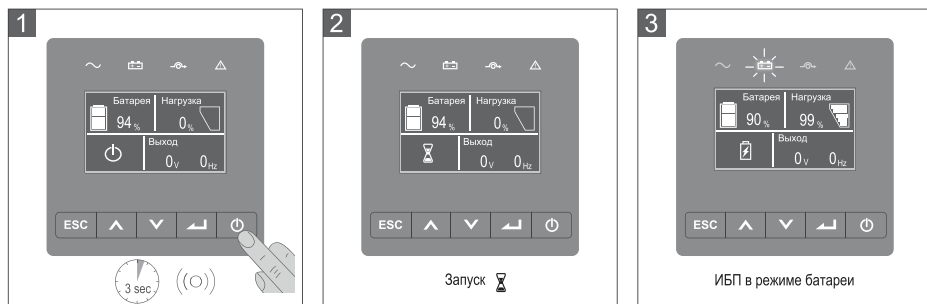 1
Батарея Нагрузка
94 % 0 %
Выход
0 V 0 Hz
ESC
3 sec
2
Батарея Нагрузка
94 % 0 %
Выход
0 V 0 Hz
ESC
Запуск
3
Батарея Нагрузка
90 % 99 %
Выход
0 V 0 Hz
ESC
ИБП в режиме батареи